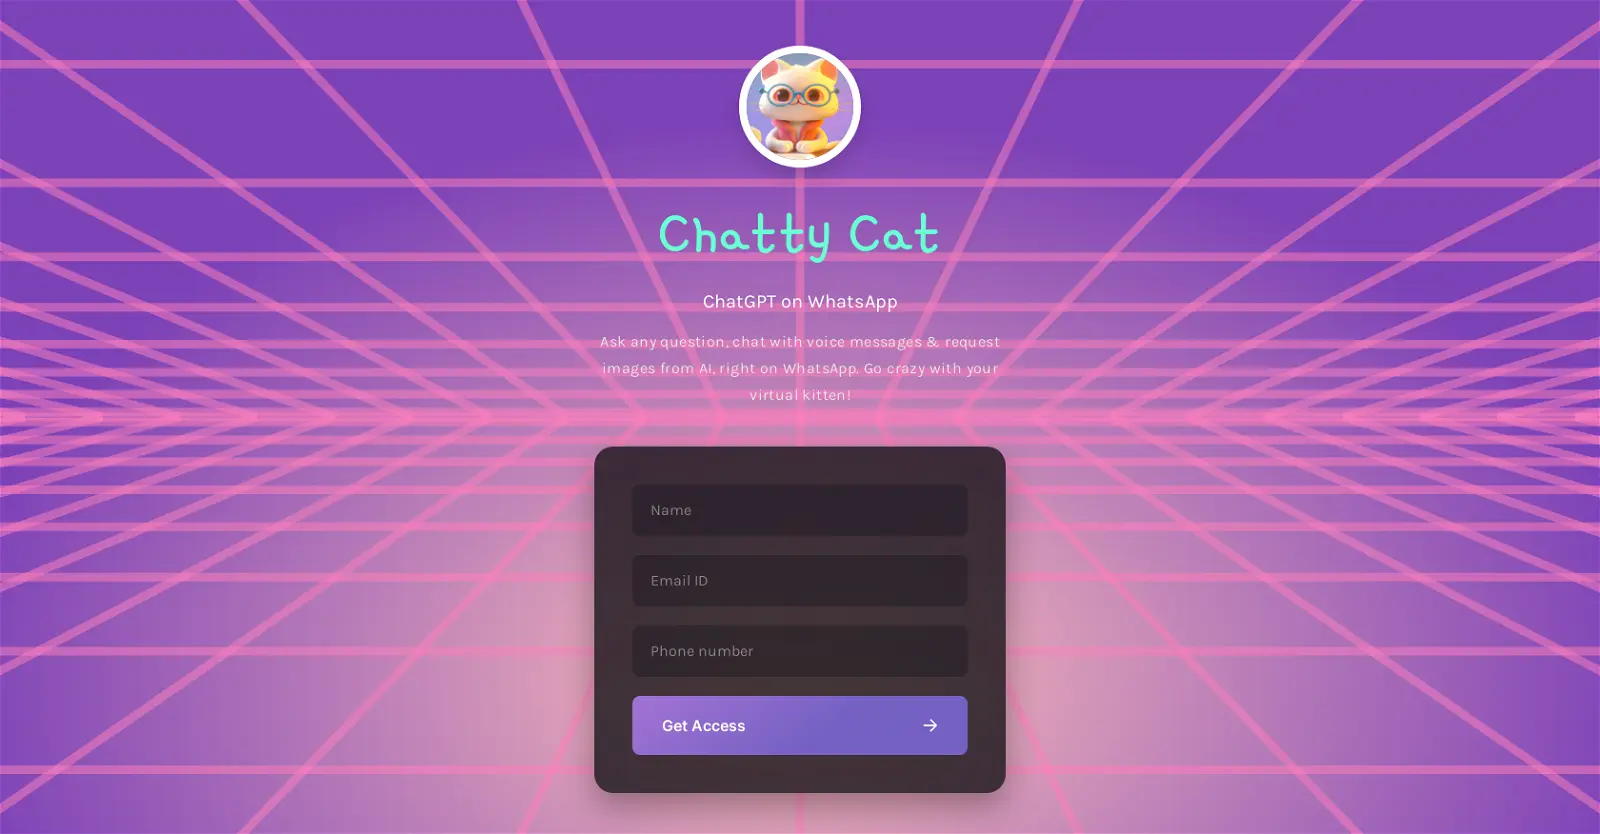 Chatty Cat
ChatGPT on WhatsApp
Ask any question, chat with voice messages & request
images from AI, right on WhatsApp. Go crazy with your
virtual kitten!
Name
Email ID
Phone number
Get Access